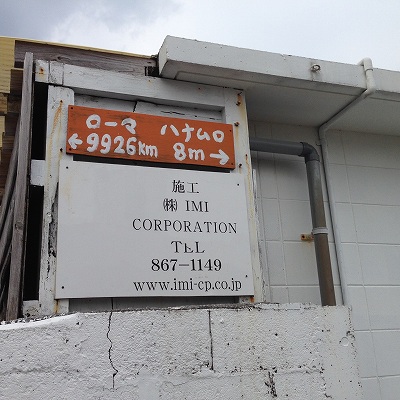 ローマ ハナムロ
←9926km 8m→
施工
㈱ IMI
CORPORATION
TEL
867-1149
www.imi-cp.co.jp